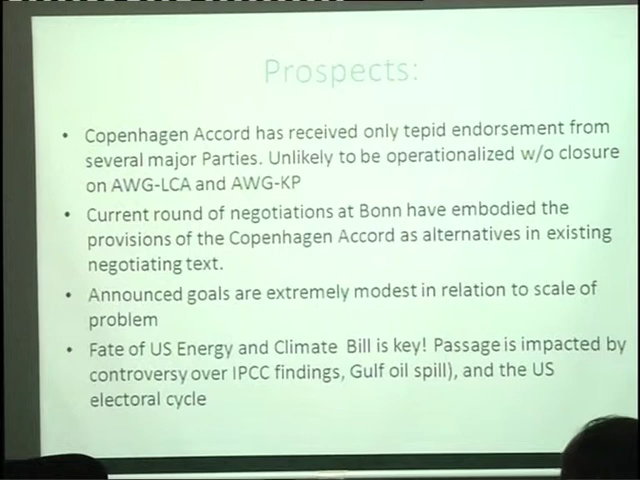 Prospects:
• Copenhagen Accord has received only tepid endorsement from
several major Parties. Unlikely to be operationalized w/o closure
on AWG-LCA and AWG-KP
• Current round of negotiations at Bonn have embodied the
provisions of the Copenhagen Accord as alternatives in existing
negotiating text.
• Announced goals are extremely modest in relation to scale of
problem
• Fate of US Energy and Climate Bill is key! Passage is impacted by
controversy over IPCC findings, Gulf oil spill), and the US
electoral cycle